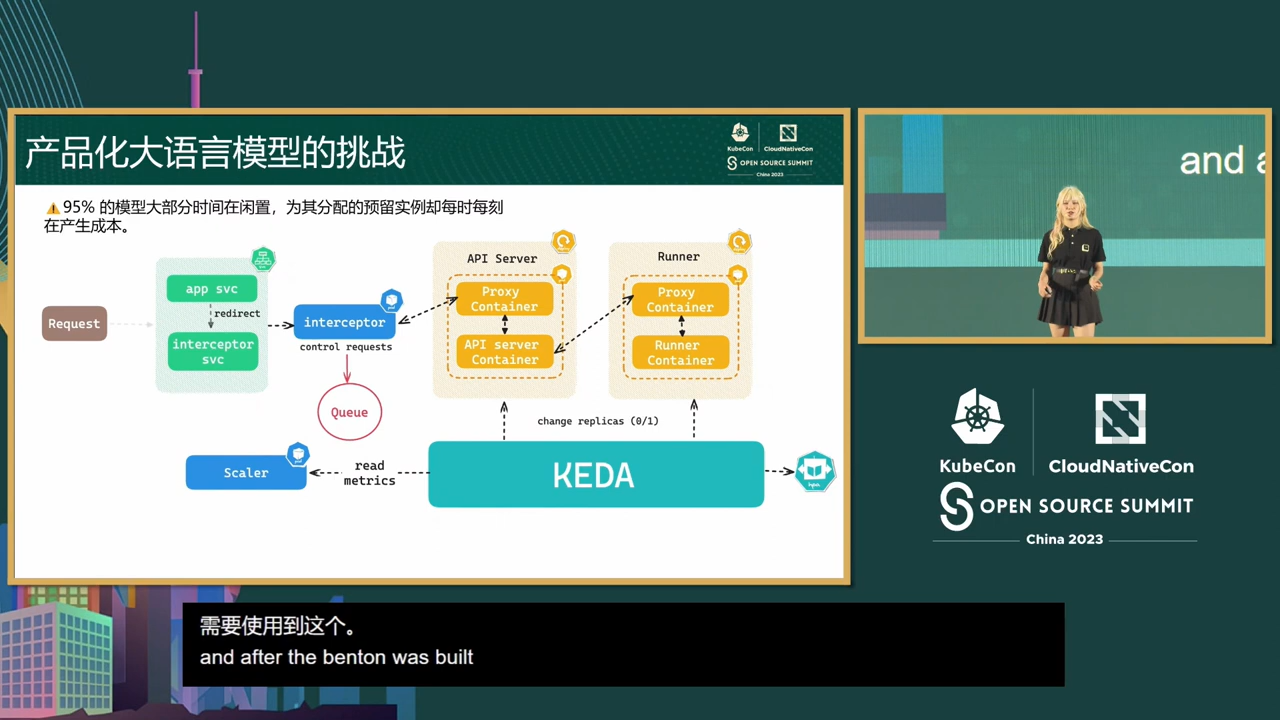 产品化大语言模型的挑战
KubeCon
CloudNativeCon
OPEN SOURCE SUMMIT
China 2023
95% 的模型大部分时间在闲置，为其分配的预留实例却每时每刻
在产生成本。
Request
app svc
redirect
interceptor
svc
interceptor
control requests
Queue
API Server
Proxy
Container
API server
Container
Runner
Proxy
Container
Runner
Container
change replicas (0/1)
Scaler
read
metrics
KEDA
and a
KubeCon
CloudNativeCon
OPEN SOURCE SUMMIT
China 2023
需要使用到这个。
and after the benton was built